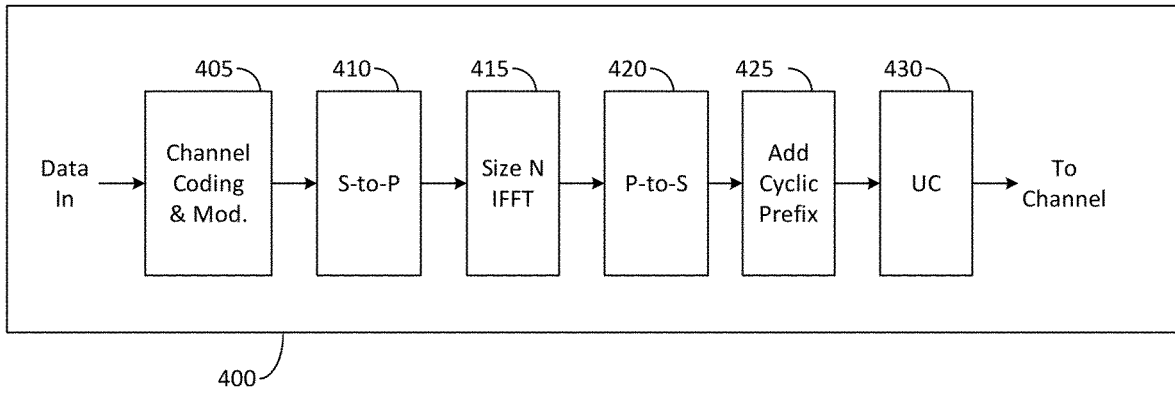 405
410
415
420
425
430
Data
In
Channel
Coding
& Mod.
S-to-P
Size N
IFFT
P-to-S
Add
Cyclic
Prefix
UC
To
Channel
400